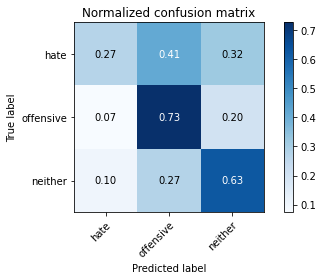 Normalized confusion matrix
True label
hate
0.27 0.41 0.32
offensive
0.07 0.73 0.20
neither
0.10 0.27 0.63
hate
offensive
neither
Predicted label
0.7
0.6
0.5
0.4
0.3
0.2
0.1